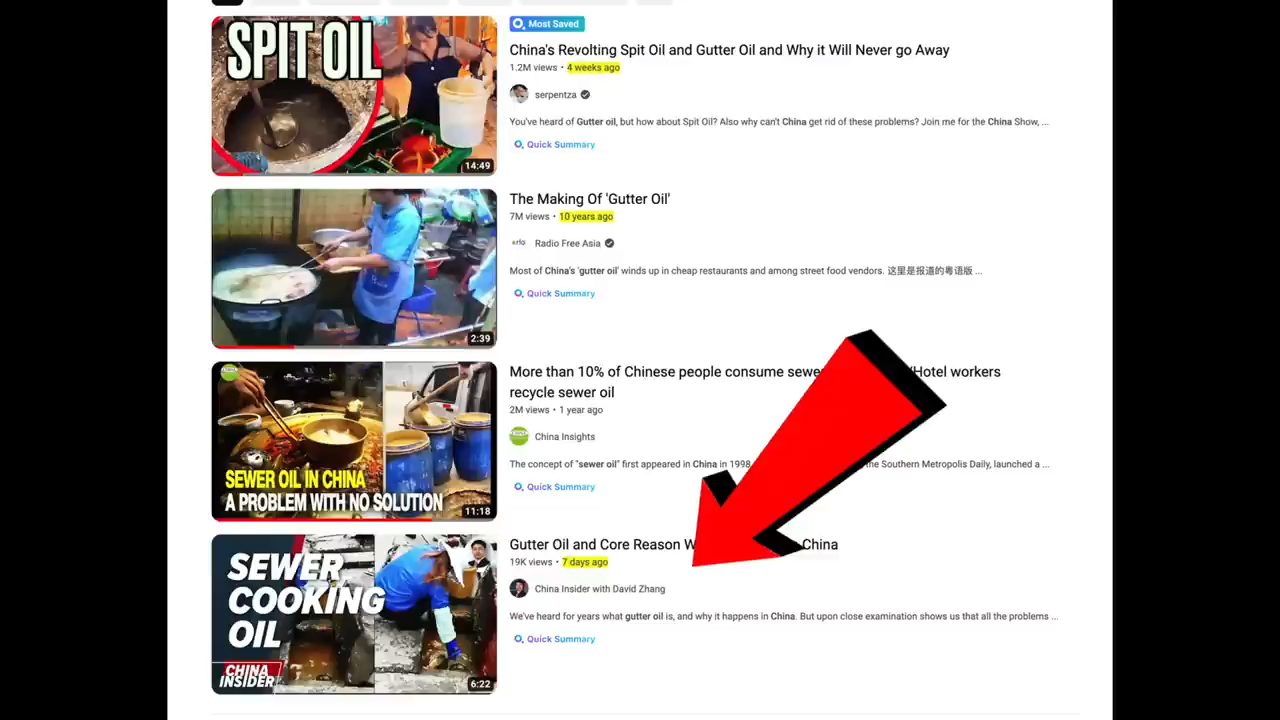 SPIT OIL
14:49
Most Saved
China's Revolting Spit Oil and Gutter Oil and Why it Will Never go Away
1.2M views • 4 weeks ago
serpentza
You've heard of Gutter oil, but how about Spit Oil? Also why can't China get rid of these problems? Join me for the China Show, ...
Quick Summary
2:39
The Making Of 'Gutter Oil'
7M views • 10 years ago
rfa
Radio Free Asia
Most of China's 'gutter oil' winds up in cheap restaurants and among street food vendors. 这里是报道的粤语版 ...
Quick Summary
SEWER OIL IN CHINA
A PROBLEM WITH NO SOLUTION
11:18
More than 10% of Chinese people consume /Hotel workers
recycle sewer oil
2M views • 1 year ago
China Insights
The concept of "sewer oil" first appeared in China in 1998 the Southern Metropolis Daily, launched a ...
Quick Summary
SEWER
COOKING
OIL
CHINA
INSIDER
6:22
Gutter Oil and Core Reason China
19K views • 7 days ago
China Insider with David Zhang
We've heard for years what gutter oil is, and why it happens in China. But upon close examination shows us that all the problems ...
Quick Summary